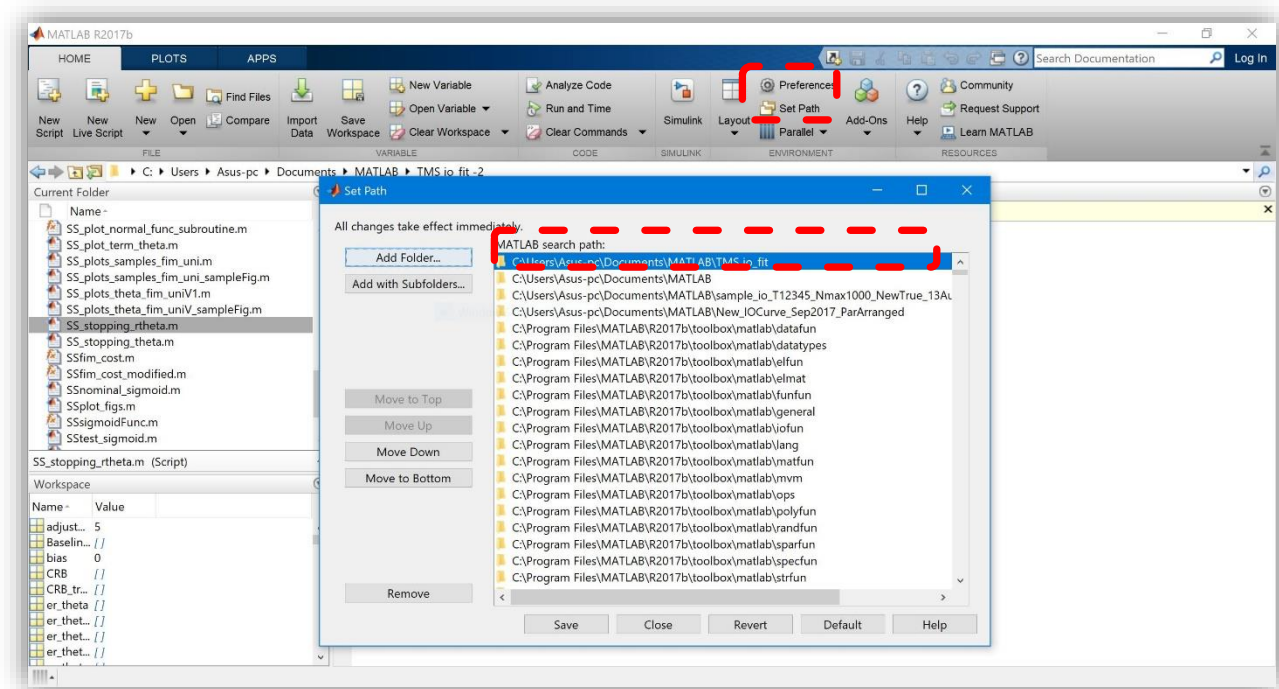 MATLAB R2017b
HOME PLOTS APPS
Search Documentation
Log In
New Script
New Live Script
New
Open
Find Files
Compare
Import Data
Save Workspace
New Variable
Open Variable
Clear Workspace
Analyze Code
Run and Time
Clear Commands
Simulink
Layout
Preferences
Set Path
Parallel
Add-Ons
Help
Community
Request Support
Learn MATLAB
FILE VARIABLE CODE SIMULINK ENVIRONMENT RESOURCES
C: Users Asus-pc Documents MATLAB TMS_io_fit -2
Current Folder
Name
SS_plot_normal_func_subroutine.m
SS_plot_term_theta.m
SS_plots_samples_fim_uni.m
SS_plots_samples_fim_uni_sampleFig.m
SS_plots_theta_fim_uniV1.m
SS_plots_theta_fim_uniV_sampleFig.m
SS_stopping_rtheta.m
SS_stopping_theta.m
SSfim_cost.m
SSfim_cost_modified.m
SSnominal_sigmoid.m
SSplot_figs.m
SSsigmoidFunc.m
SStest_sigmoid.m
SS_stopping_rtheta.m (Script)
Workspace
Name Value
adjust... 5
Baselin... []
bias 0
CRB []
CRB_tr... []
er_theta []
er_thet... []
er_thet... []
er_thet... []
Set Path
All changes take effect immediately.
Add Folder...
Add with Subfolders...
Move to Top
Move Up
Move Down
Move to Bottom
Remove
MATLAB search path:
C:\Users\Asus-pc\Documents\MATLAB\TMS_io_fit
C:\Users\Asus-pc\Documents\MATLAB
C:\Users\Asus-pc\Documents\MATLAB\sample_io_T12345_Nmax1000_NewTrue_13Au
C:\Users\Asus-pc\Documents\MATLAB\New_IOCurve_Sep2017_ParArranged
C:\Program Files\MATLAB\R2017b\toolbox\matlab\datafun
C:\Program Files\MATLAB\R2017b\toolbox\matlab\datatypes
C:\Program Files\MATLAB\R2017b\toolbox\matlab\elfun
C:\Program Files\MATLAB\R2017b\toolbox\matlab\elmat
C:\Program Files\MATLAB\R2017b\toolbox\matlab\funfun
C:\Program Files\MATLAB\R2017b\toolbox\matlab\general
C:\Program Files\MATLAB\R2017b\toolbox\matlab\iofun
C:\Program Files\MATLAB\R2017b\toolbox\matlab\lang
C:\Program Files\MATLAB\R2017b\toolbox\matlab\matfun
C:\Program Files\MATLAB\R2017b\toolbox\matlab\mvm
C:\Program Files\MATLAB\R2017b\toolbox\matlab\ops
C:\Program Files\MATLAB\R2017b\toolbox\matlab\polyfun
C:\Program Files\MATLAB\R2017b\toolbox\matlab\randfun
C:\Program Files\MATLAB\R2017b\toolbox\matlab\sparfun
C:\Program Files\MATLAB\R2017b\toolbox\matlab\specfun
C:\Program Files\MATLAB\R2017b\toolbox\matlab\strfun
Save Close Revert Default Help